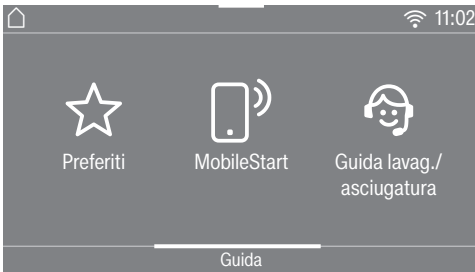 11:02
Preferiti
MobileStart
Guida lavag./
asciugatura
Guida